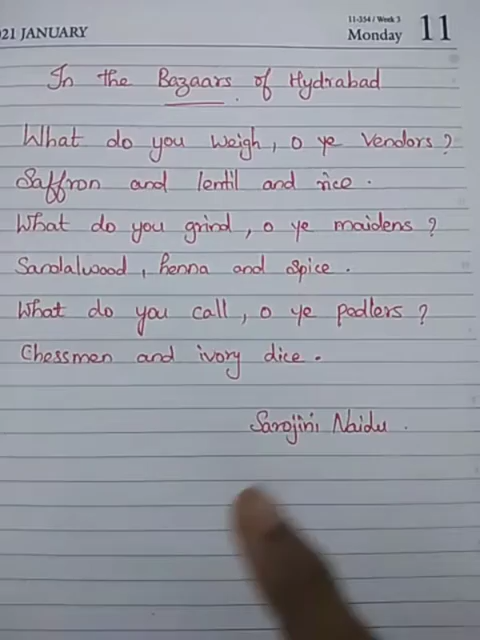 021 JANUARY
11-354 / Week 3
Monday 11
In the Bazaars of Hydrabad
What do you weigh, o ye vendors?
Saffron and lentil and rice.
What do you grind, o ye maidens?
Sandalwood, henna and spice.
What do you call, o ye pedlers?
Chessmen and ivory dice.
Sarojini Naidu.